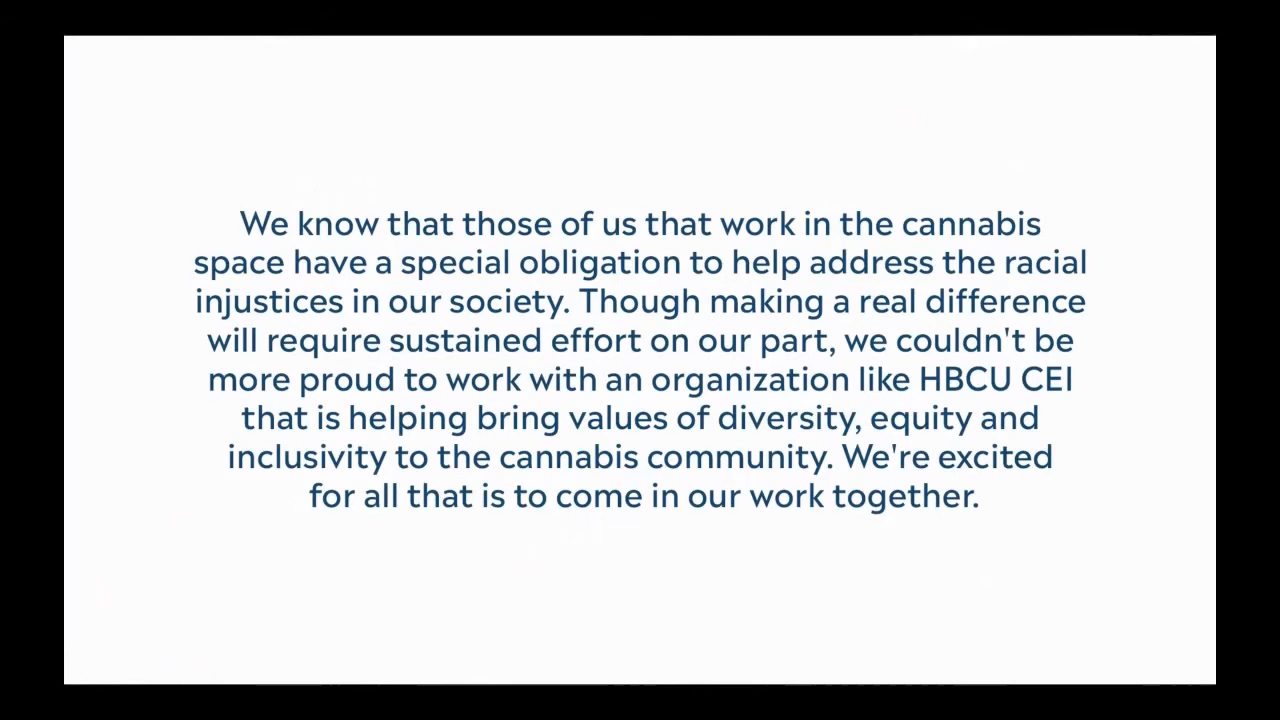 We know that those of us that work in the cannabis
space have a special obligation to help address the racial
injustices in our society. Though making a real difference
will require sustained effort on our part, we couldn't be
more proud to work with an organization like HBCU CEI
that is helping bring values of diversity, equity and
inclusivity to the cannabis community. We're excited
for all that is to come in our work together.